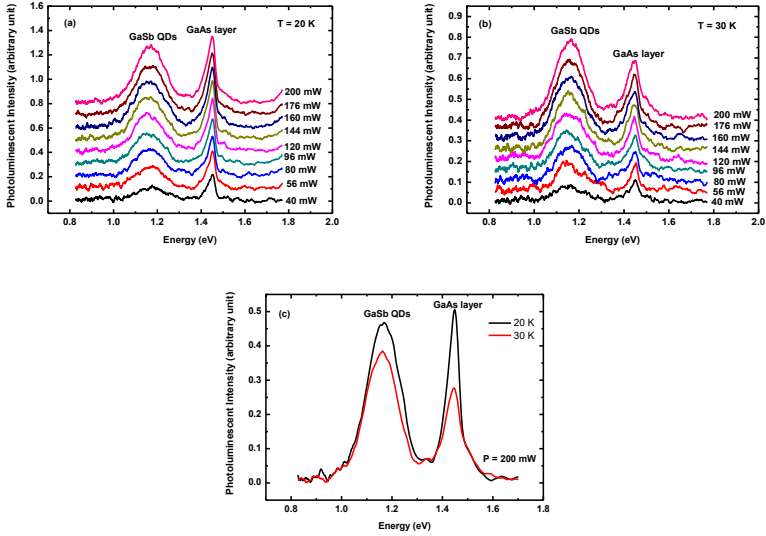 (a)
T = 20 K
GaSb QDs
GaAs layer
Photoluminescent Intensity (arbitrary unit)
1.6
1.4
1.2
1.0
0.8
0.6
0.4
0.2
0.0
200 mW
176 mW
160 mW
144 mW
120 mW
96 mW
80 mW
56 mW
40 mW
0.8 1.0 1.2 1.4 1.6 1.8 2.0
Energy (eV)
(b)
T = 30 K
GaSb QDs
GaAs layer
Photoluminescent Intensity (arbitrary unit)
0.9
0.8
0.7
0.6
0.5
0.4
0.3
0.2
0.1
0.0
200 mW
176 mW
160 mW
144 mW
120 mW
96 mW
80 mW
56 mW
40 mW
0.8 1.0 1.2 1.4 1.6 1.8 2.0
Energy (eV)
(c)
GaSb QDs
GaAs layer
20 K
30 K
Photoluminescent Intensity (arbitrary unit)
0.5
0.4
0.3
0.2
0.1
0.0
P = 200 mW
0.8 1.0 1.2 1.4 1.6 1.8
Energy (eV)